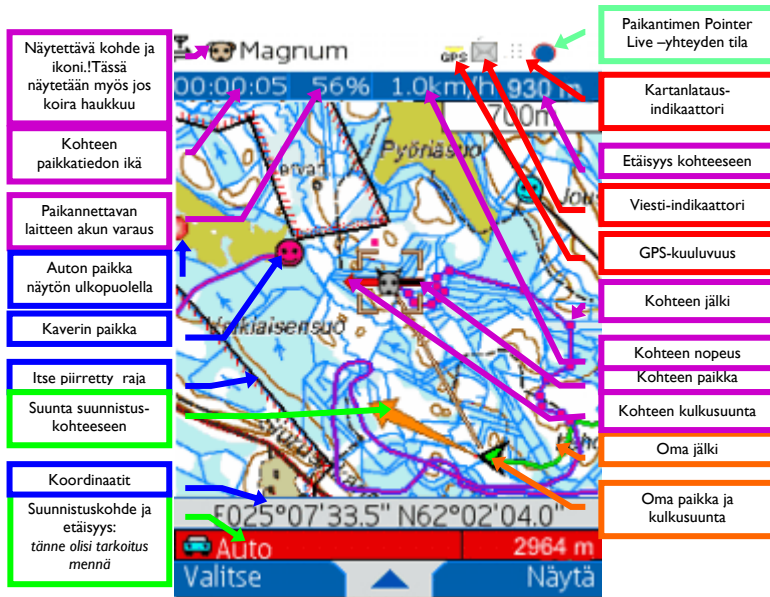 Näytettävä kohde ja
ikoni.!Tässä
näytetään myös jos
koira haukkuu
Kohteen
paikkatiedon ikä
Paikannettavan
laitteen akun varaus
Auton paikka
näytön ulkopuolella
Kaverin paikka
Itse piirretty raja
Suunta suunnistus-
kohteeseen
Koordinaatit
Suunnistuskohde ja
etäisyys:
tänne olisi tarkoitus
mennä
Magnum
GPS
00:00:05 56% 1.0km/h 930 m
700m
Pyöriäsuo
Jous
E025°07'33.5" N62°02'04.0"
Auto 2964 m
Valitse Näytä
Paikantimen Pointer
Live –yhteyden tila
Kartanlataus-
indikaattori
Etäisyys kohteeseen
Viesti-indikaattori
GPS-kuuluvuus
Kohteen jälki
Kohteen nopeus
Kohteen paikka
Kohteen kulkusuunta
Oma jälki
Oma paikka ja
kulkusuunta